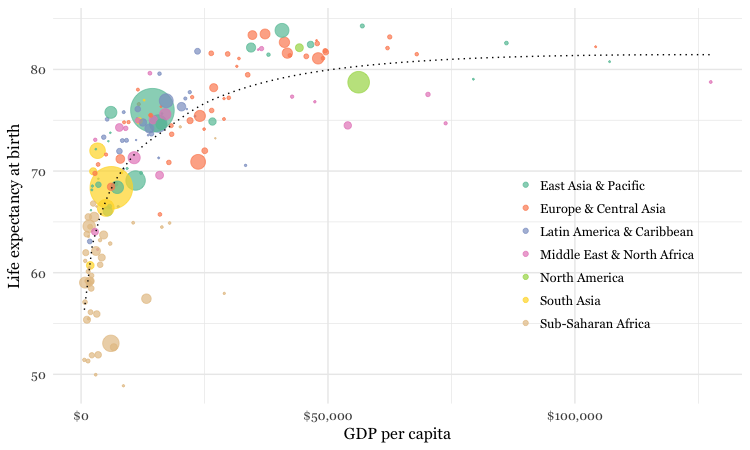 Life expectancy at birth
80
70
60
50
East Asia & Pacific
Europe & Central Asia
Latin America & Caribbean
Middle East & North Africa
North America
South Asia
Sub-Saharan Africa
$0
$50,000
$100,000
GDP per capita